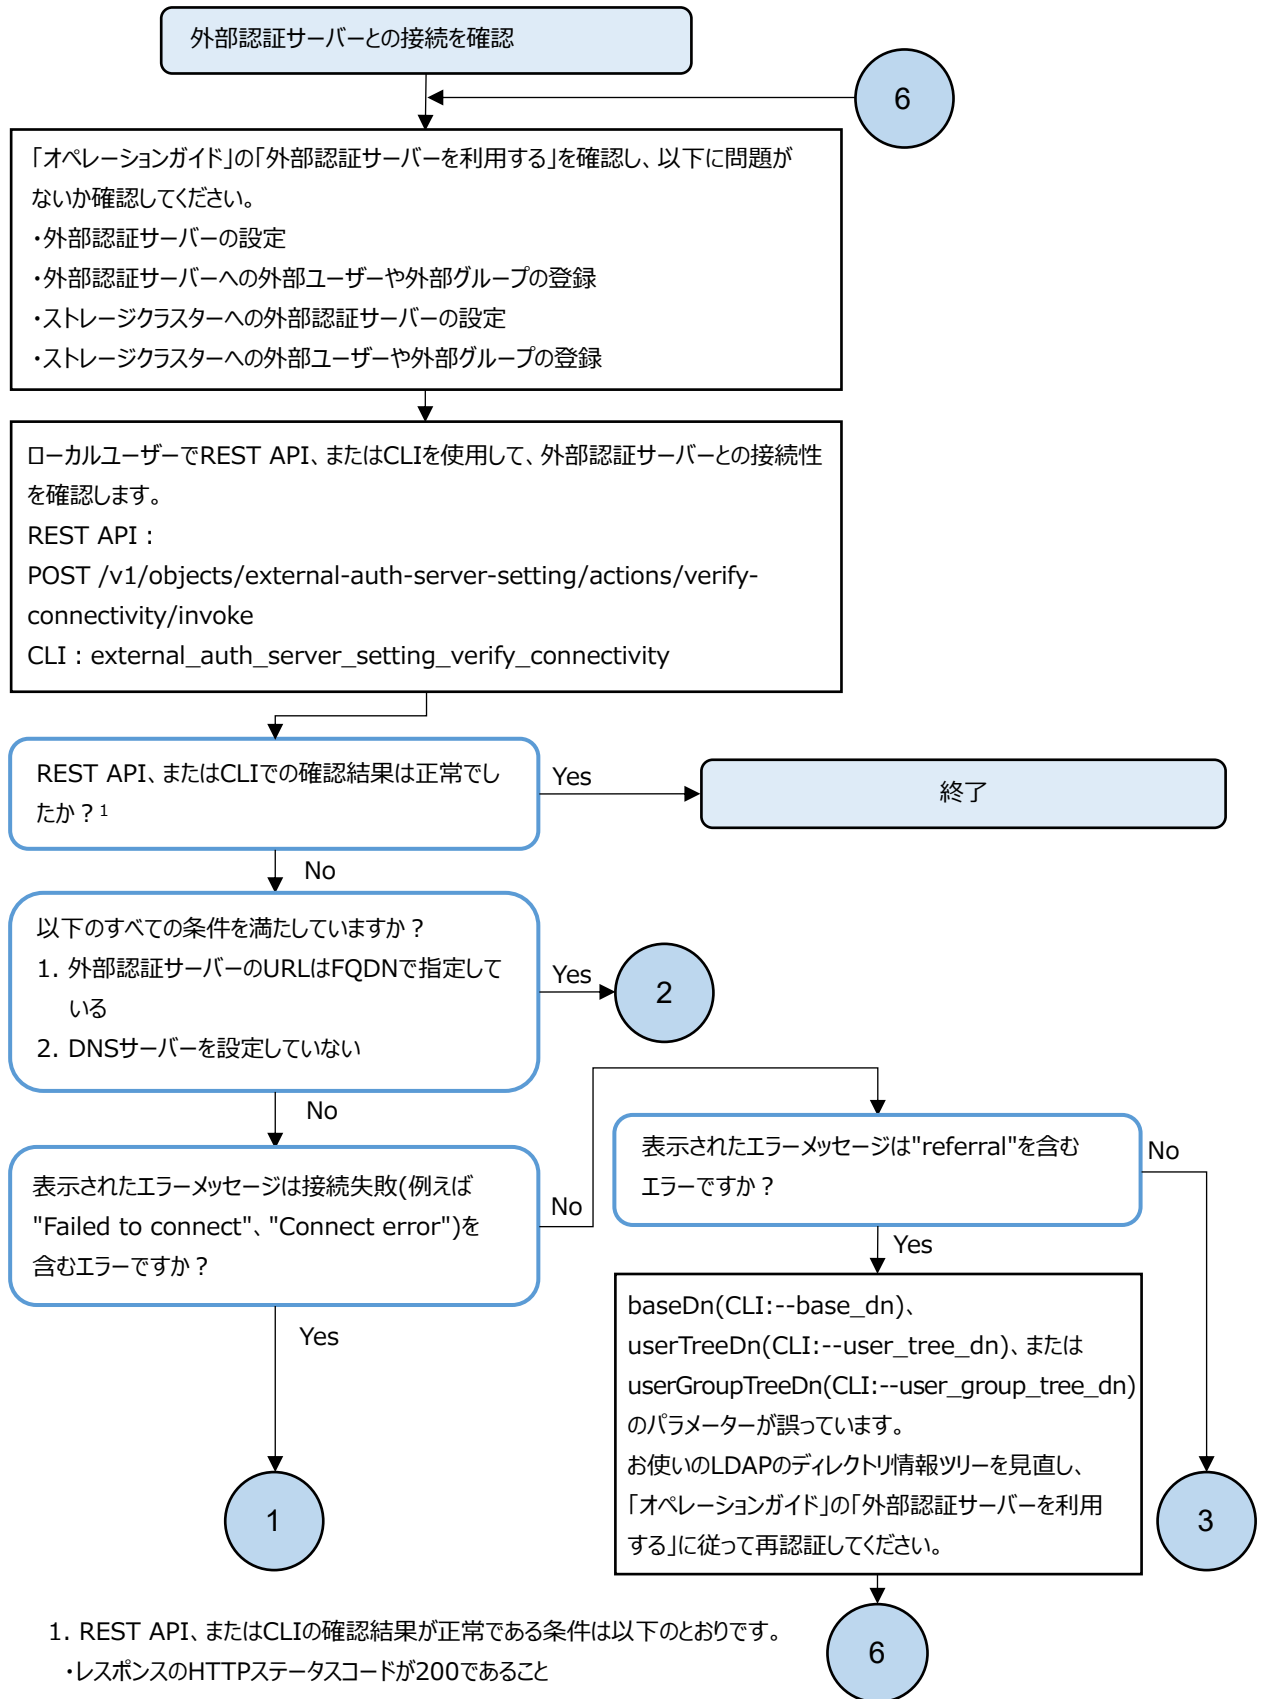 外部認証サーバーとの接続を確認
6
「オペレーションガイド」の「外部認証サーバーを利用する」を確認し、以下に問題が
ないか確認してください。
・外部認証サーバーの設定
・外部認証サーバーへの外部ユーザーや外部グループの登録
・ストレージクラスターへの外部認証サーバーの設定
・ストレージクラスターへの外部ユーザーや外部グループの登録
ローカルユーザーでREST API、またはCLIを使用して、外部認証サーバーとの接続性
を確認します。
REST API：
POST /v1/objects/external-auth-server-setting/actions/verify-
connectivity/invoke
CLI：external_auth_server_setting_verify_connectivity
REST API、またはCLIでの確認結果は正常でし
たか？1
Yes
終了
No
以下のすべての条件を満たしていますか？
1. 外部認証サーバーのURLはFQDNで指定して
いる
2. DNSサーバーを設定していない
Yes
2
No
表示されたエラーメッセージは接続失敗(例えば
"Failed to connect"、"Connect error")を
含むエラーですか？
No
表示されたエラーメッセージは"referral"を含む
エラーですか？
No
Yes
Yes
baseDn(CLI:--base_dn)、
userTreeDn(CLI:--user_tree_dn)、または
userGroupTreeDn(CLI:--user_group_tree_dn)
のパラメーターが誤っています。
お使いのLDAPのディレクトリ情報ツリーを見直し、
「オペレーションガイド」の「外部認証サーバーを利用
する」に従って再認証してください。
1
3
6
1. REST API、またはCLIの確認結果が正常である条件は以下のとおりです。
・レスポンスのHTTPステータスコードが200であること